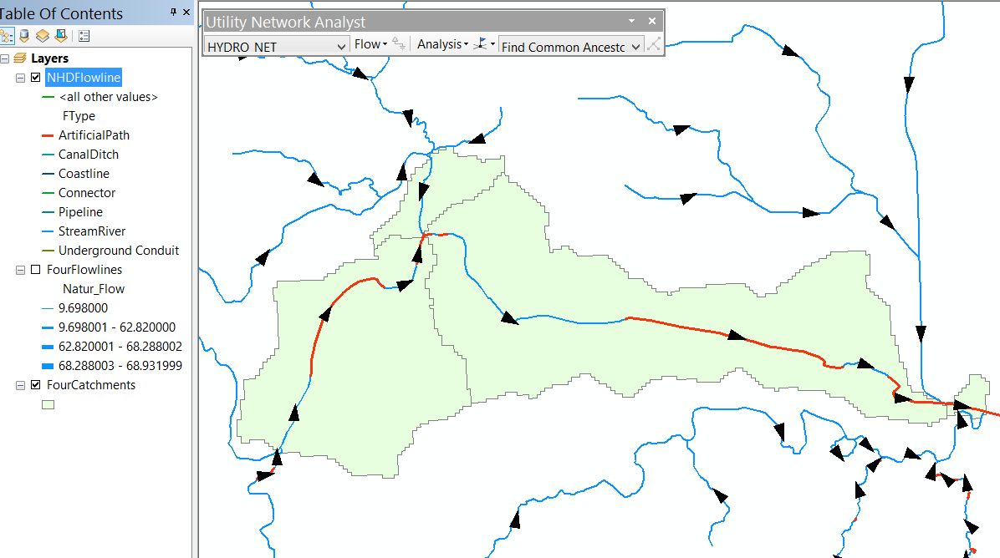 Table Of Contents
Layers
NHDFlowline
<all other values>
FType
ArtificialPath
CanalDitch
Coastline
Connector
Pipeline
StreamRiver
Underground Conduit
FourFlowlines
Natur_Flow
9.698000
9.698001 - 62.820000
62.820001 - 68.288002
68.288003 - 68.931999
FourCatchments
Utility Network Analyst
HYDRO_NET Flow Analysis Find Common Ancestc